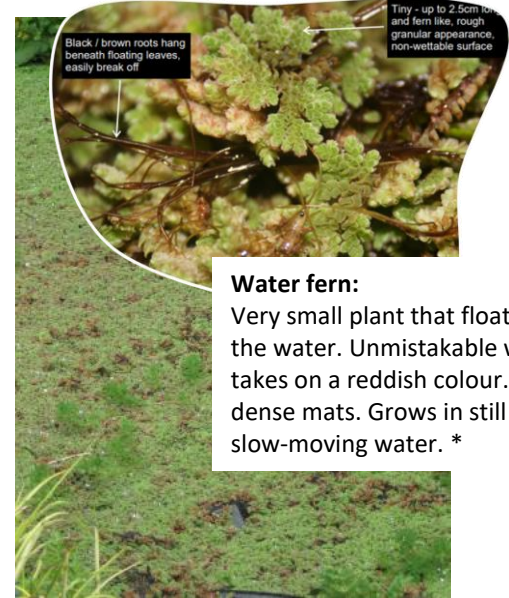 Black / brown roots hang
beneath floating leaves,
easily break off
Tiny - up to 2.5cm
and fern like, rough
granular appearance,
non-wettable surface
Water fern:
Very small plant that
the water. Unmistakable
takes on a reddish colour.
dense mats. Grows in still
slow-moving water. *